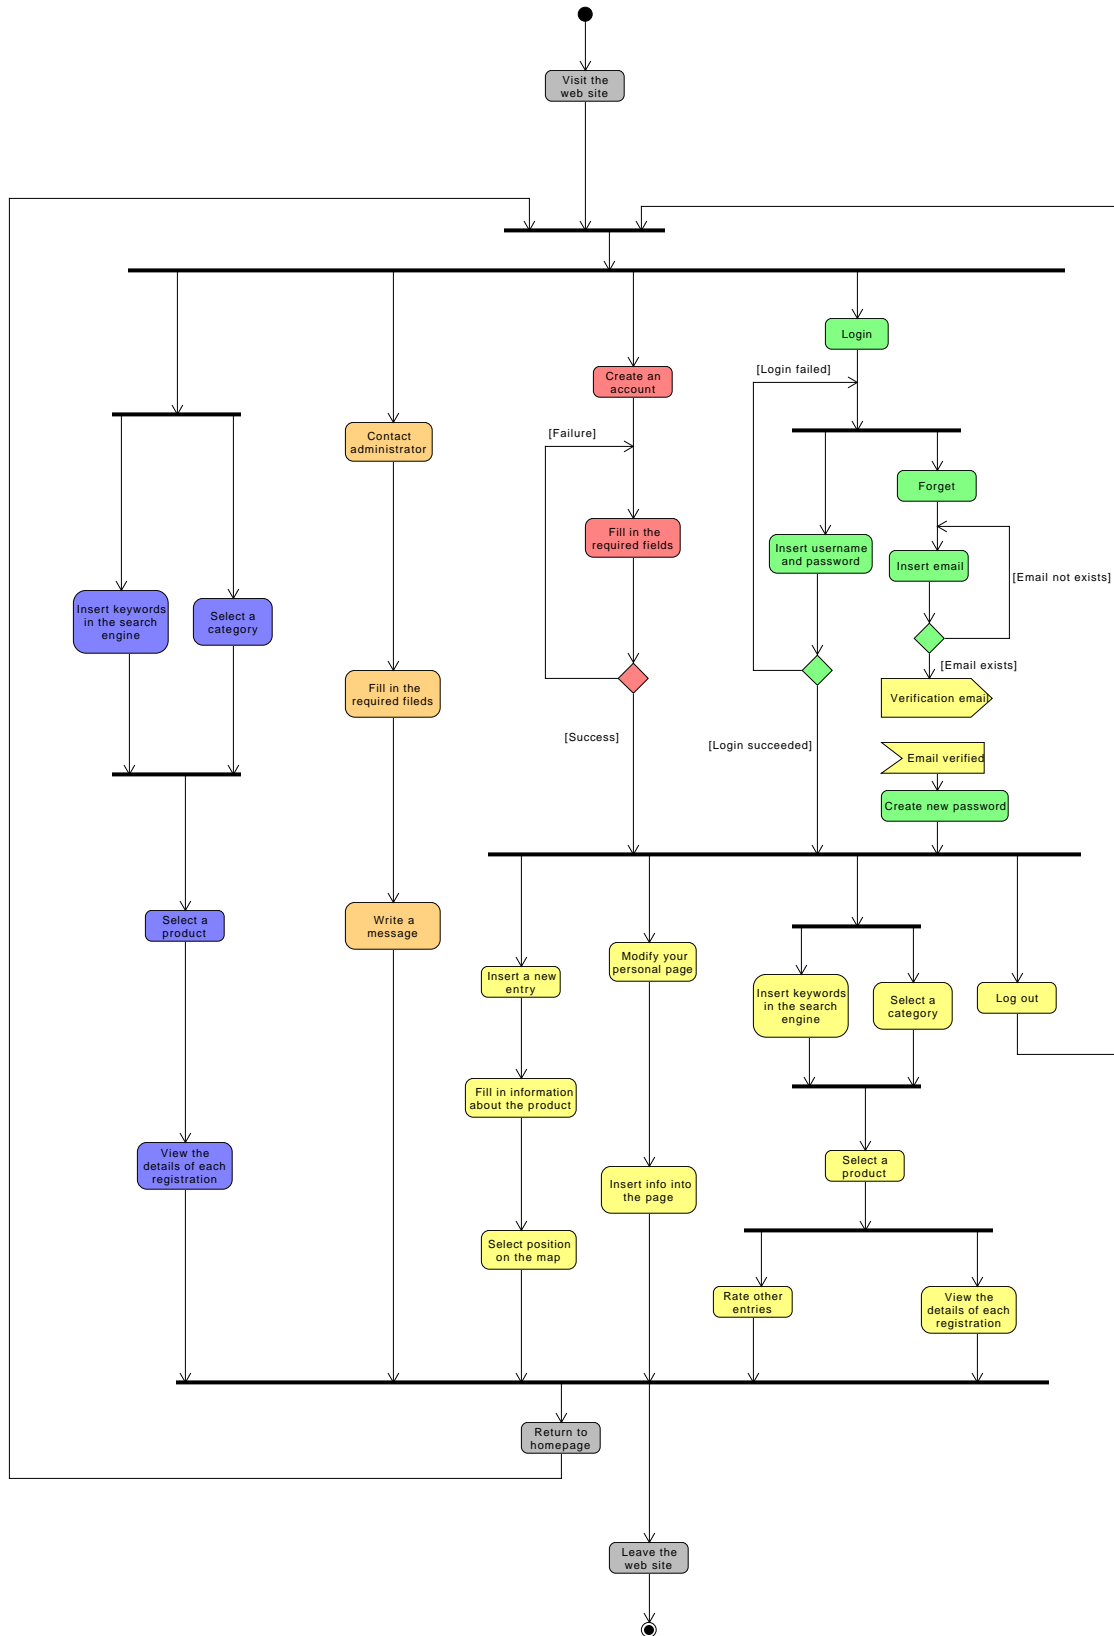 Visit the
web site
Login
[Login failed]
Create an
account
[Failure]
Contact
administrator
Forget
Fill in the
required fields
Insert username
and password
Insert email
[Email not exists]
Insert keywords
in the search
engine
Select a
category
[Email exists]
Fill in the
required fileds
Verification email
[Success]
[Login succeeded]
Email verified
Create new password
Select a
product
Write a
message
Modify your
personal page
Insert a new
entry
Insert keywords
in the search
engine
Select a
category
Log out
Fill in information
about the product
View the
details of each
registration
Select a
product
Insert info into
the page
Select position
on the map
Rate other
entries
View the
details of each
registration
Return to
homepage
Leave the
web site